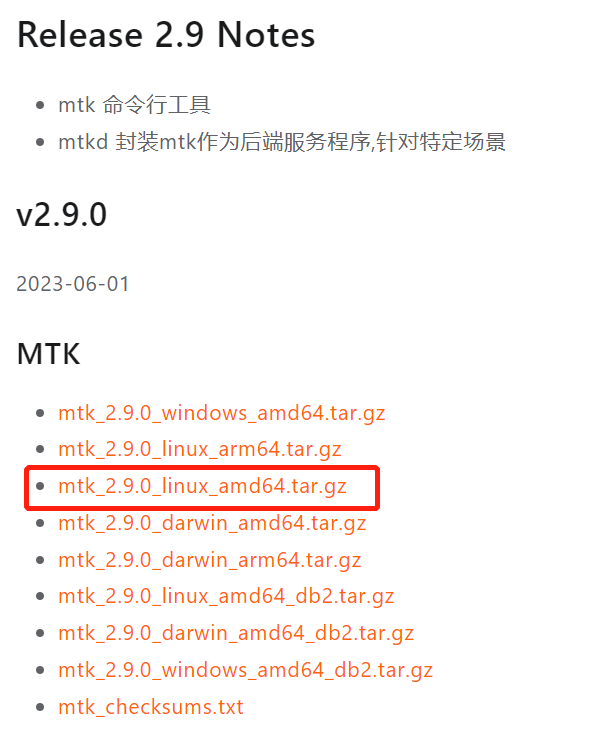 Release 2.9 Notes
mtk 命令行工具
mtkd 封装mtk作为后端服务程序,针对特定场景
v2.9.0
2023-06-01
MTK
mtk_2.9.0_windows_amd64.tar.gz
mtk_2.9.0_linux_arm64.tar.gz
mtk_2.9.0_linux_amd64.tar.gz
mtk_2.9.0_darwin_amd64.tar.gz
mtk_2.9.0_darwin_arm64.tar.gz
mtk_2.9.0_linux_amd64_db2.tar.gz
mtk_2.9.0_darwin_amd64_db2.tar.gz
mtk_2.9.0_windows_amd64_db2.tar.gz
mtk_checksums.txt